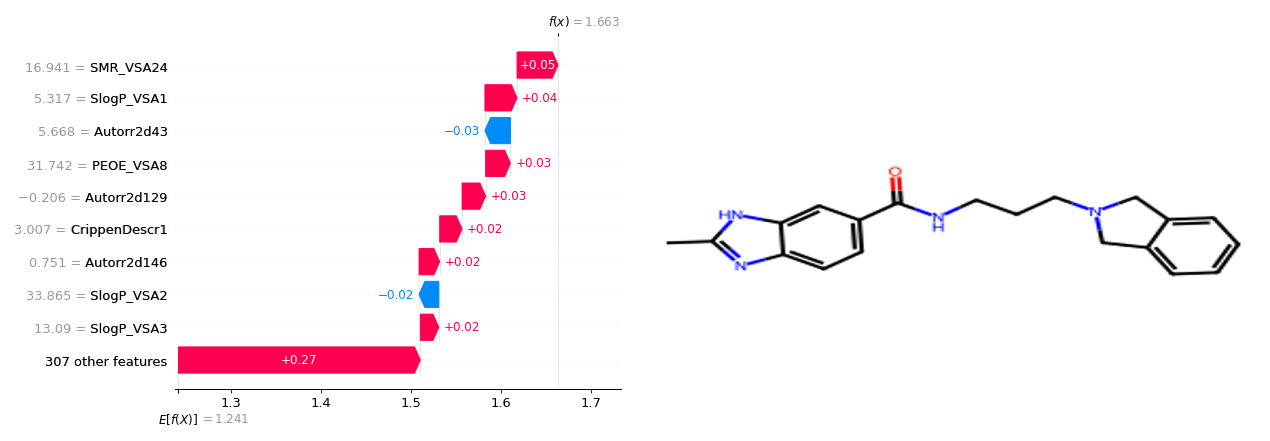 f(x) = 1.663
16.941 = SMR_VSA24
+0.05
5.317 = SlogP_VSA1
+0.04
5.668 = Autorr2d43
−0.03
31.742 = PEOE_VSA8
+0.03
−0.206 = Autorr2d129
+0.03
3.007 = CrippenDescr1
+0.02
0.751 = Autorr2d146
+0.02
33.865 = SlogP_VSA2
−0.02
13.09 = SlogP_VSA3
+0.02
307 other features
+0.27
1.3 1.4 1.5 1.6 1.7
E[f(X)] = 1.241
O
HN
N
N
H
N